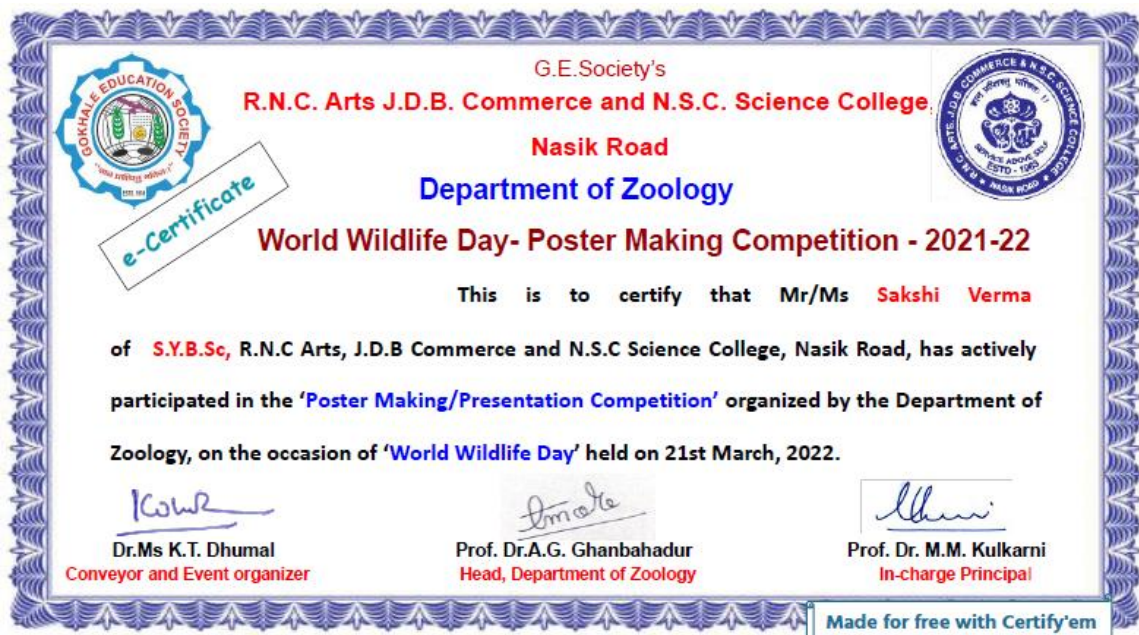 G.E.Society's
R.N.C. Arts J.D.B. Commerce and N.S.C. Science College,
Nasik Road
Department of Zoology
GOKHALE EDUCATION SOCIETY
R.N.C. ARTS, J.D.B. COMMERCE & N.S.C. SCIENCE COLLEGE
SERVICE ABOVE SELF
ESTD - 1963
NASIK ROAD
e-Certificate
World Wildlife Day- Poster Making Competition - 2021-22
This is to certify that Mr/Ms Sakshi Verma
of S.Y.B.Sc, R.N.C Arts, J.D.B Commerce and N.S.C Science College, Nasik Road, has actively
participated in the ‘Poster Making/Presentation Competition’ organized by the Department of
Zoology, on the occasion of ‘World Wildlife Day’ held on 21st March, 2022.
Dr.Ms K.T. Dhumal
Conveyor and Event organizer
Prof. Dr.A.G. Ghanbahadur
Head, Department of Zoology
Prof. Dr. M.M. Kulkarni
In-charge Principal
Made for free with Certify'em